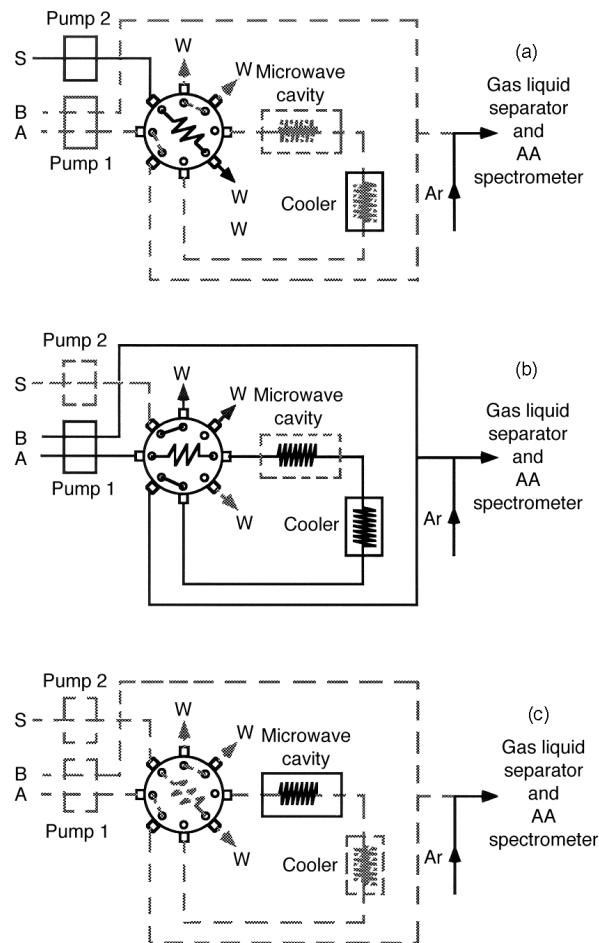 Pump 2
S
B
A
Pump 1
W
W
Microwave
cavity
W
W
Cooler
Ar
(a)
Gas liquid
separator
and
AA
spectrometer
Pump 2
S
B
A
Pump 1
W
W
Microwave
cavity
W
Cooler
Ar
(b)
Gas liquid
separator
and
AA
spectrometer
Pump 2
S
B
A
Pump 1
W
W
Microwave
cavity
W
Cooler
Ar
(c)
Gas liquid
separator
and
AA
spectrometer